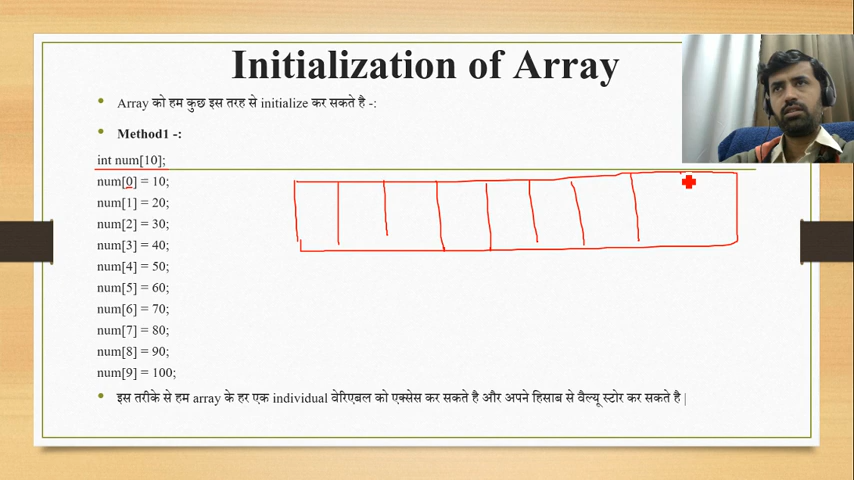 Initialization of Array
Array को हम कुछ इस तरह से initialize कर सकते है -:
Method1 -:
int num[10];
num[0] = 10;
num[1] = 20;
num[2] = 30;
num[3] = 40;
num[4] = 50;
num[5] = 60;
num[6] = 70;
num[7] = 80;
num[8] = 90;
num[9] = 100;
इस तरीके से हम array के हर एक individual वेरिएबल को एक्सेस कर सकते है और अपने हिसाब से वैल्यू स्टोर कर सकते है |